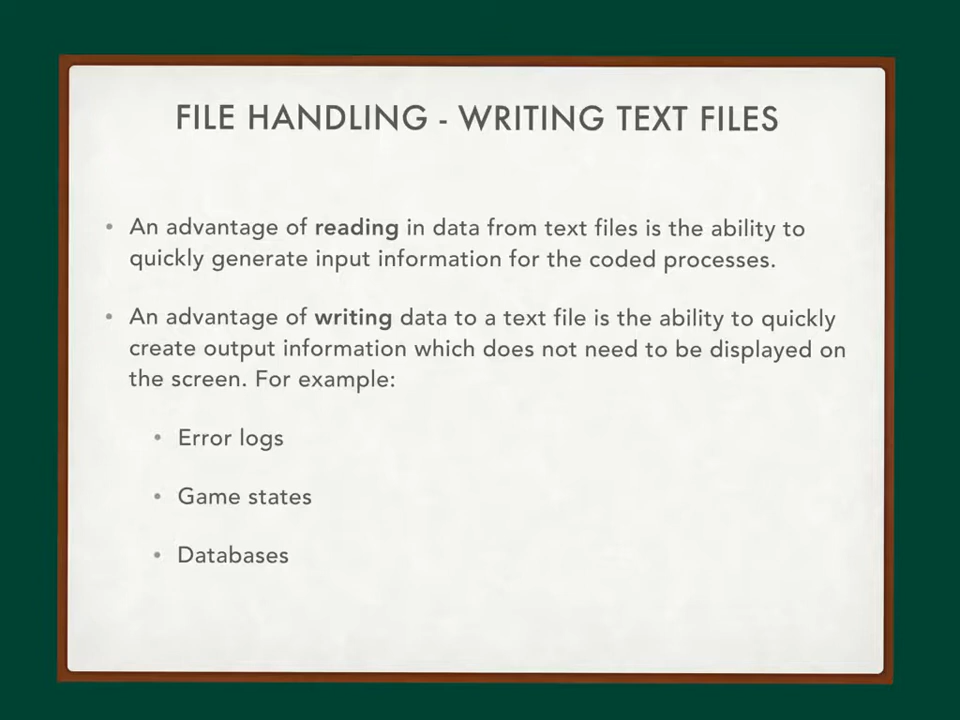 FILE HANDLING - WRITING TEXT FILES
• An advantage of reading in data from text files is the ability to
quickly generate input information for the coded processes.
• An advantage of writing data to a text file is the ability to quickly
create output information which does not need to be displayed on
the screen. For example:
• Error logs
• Game states
• Databases